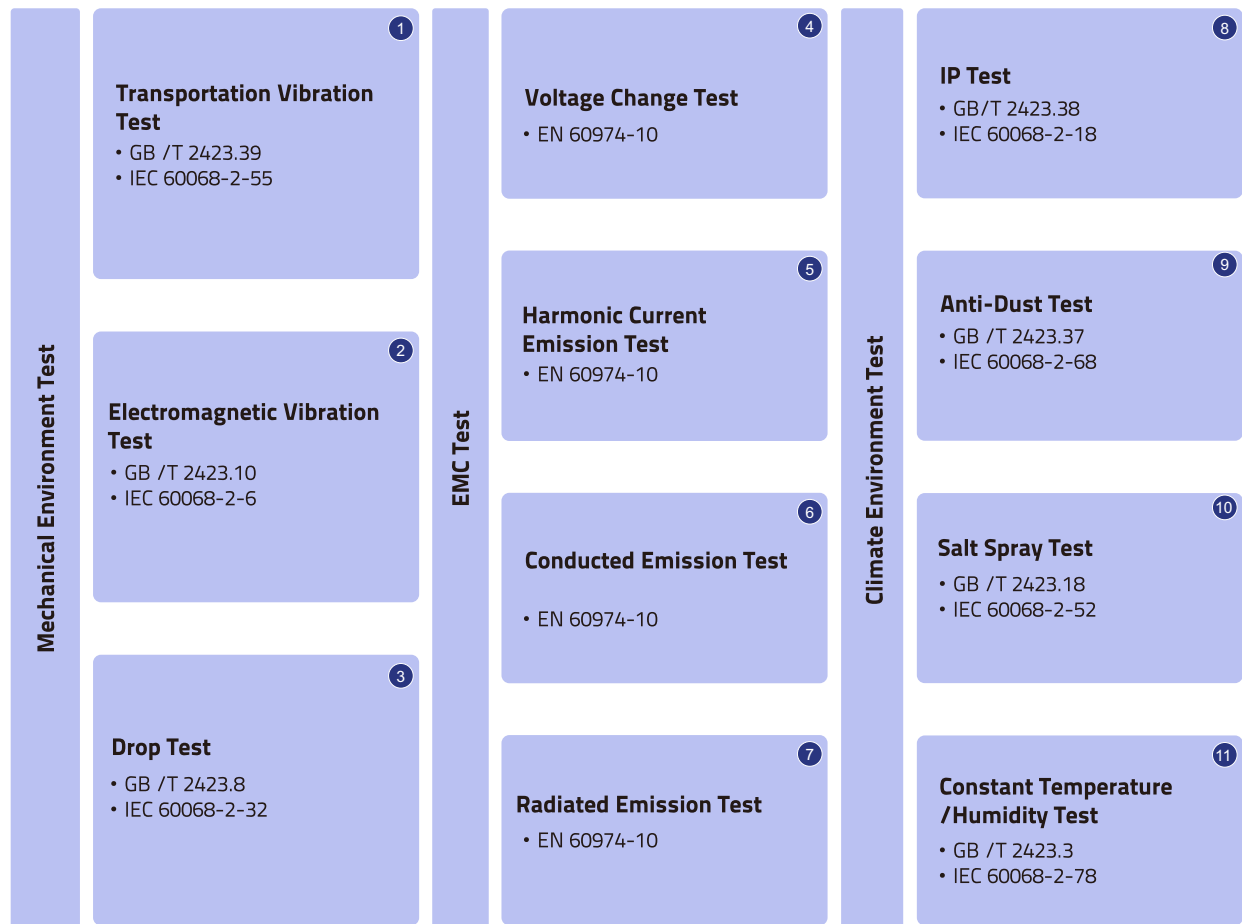 Mechanical Environment Test
1
Transportation Vibration
Test
• GB /T 2423.39
• IEC 60068-2-55
2
Electromagnetic Vibration
Test
• GB /T 2423.10
• IEC 60068-2-6
3
Drop Test
• GB /T 2423.8
• IEC 60068-2-32
EMC Test
4
Voltage Change Test
• EN 60974-10
5
Harmonic Current
Emission Test
• EN 60974-10
6
Conducted Emission Test
• EN 60974-10
7
Radiated Emission Test
• EN 60974-10
Climate Environment Test
8
IP Test
• GB/T 2423.38
• IEC 60068-2-18
9
Anti-Dust Test
• GB /T 2423.37
• IEC 60068-2-68
10
Salt Spray Test
• GB /T 2423.18
• IEC 60068-2-52
11
Constant Temperature
/Humidity Test
• GB /T 2423.3
• IEC 60068-2-78